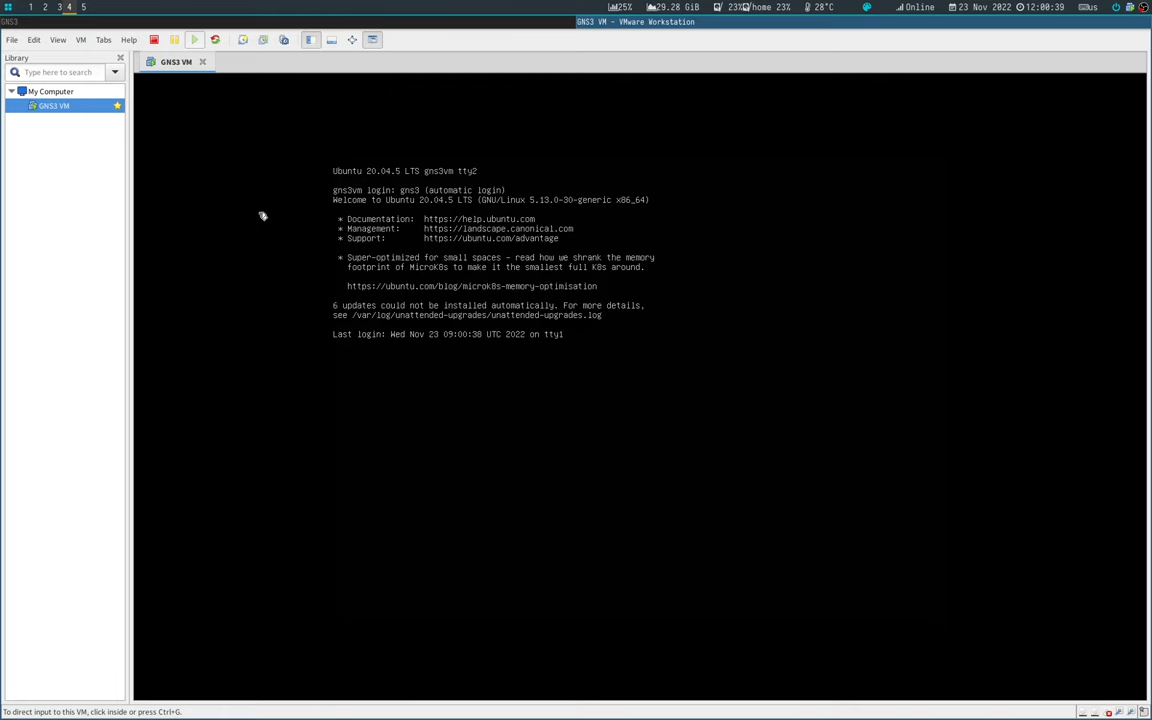 1 2 3 4 5
25% 29.28 GiB 23% /home 23% 28°C Online 23 Nov 2022 12:00:39 us
GNS3
GNS3 VM - VMware Workstation
File Edit View VM Tabs Help
Library
Type here to search
My Computer
GNS3 VM
GNS3 VM
Ubuntu 20.04.5 LTS gns3vm tty2
gns3vm login: gns3 (automatic login)
Welcome to Ubuntu 20.04.5 LTS (GNU/Linux 5.13.0-30-generic x86_64)
* Documentation: https://help.ubuntu.com
* Management: https://landscape.canonical.com
* Support: https://ubuntu.com/advantage
* Super-optimized for small spaces - read how we shrank the memory
footprint of MicroK8s to make it the smallest full K8s around.
https://ubuntu.com/blog/microk8s-memory-optimisation
6 updates could not be installed automatically. For more details,
see /var/log/unattended-upgrades/unattended-upgrades.log
Last login: Wed Nov 23 09:00:38 UTC 2022 on tty1
To direct input to this VM, click inside or press Ctrl+G.